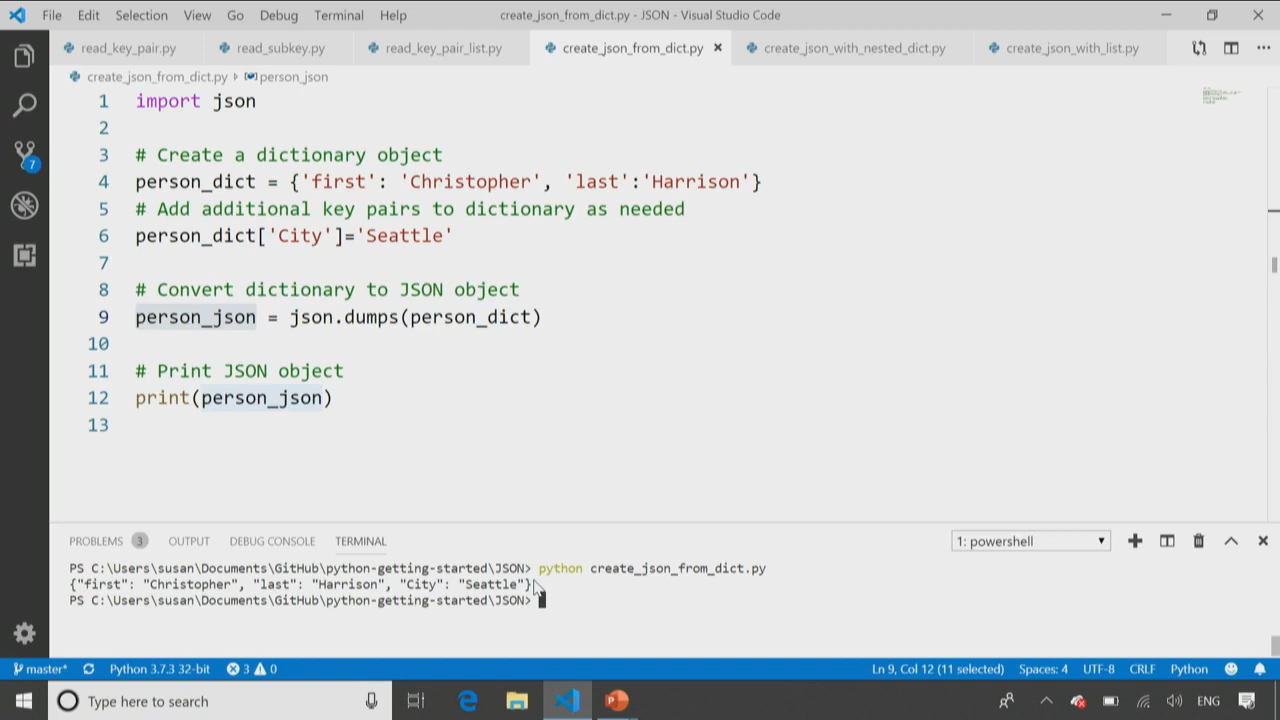 File Edit Selection View Go Debug Terminal Help create_json_from_dict.py - JSON - Visual Studio Code
read_key_pair.py read_subkey.py read_key_pair_list.py create_json_from_dict.py create_json_with_nested_dict.py create_json_with_list.py
create_json_from_dict.py person_json
1 import json
2
3 # Create a dictionary object
4 person_dict = {'first': 'Christopher', 'last':'Harrison'}
5 # Add additional key pairs to dictionary as needed
6 person_dict['City']='Seattle'
7
8 # Convert dictionary to JSON object
9 person_json = json.dumps(person_dict)
10
11 # Print JSON object
12 print(person_json)
13
7
PROBLEMS 3 OUTPUT DEBUG CONSOLE TERMINAL 1: powershell
PS C:\Users\susan\Documents\GitHub\python-getting-started\JSON> python create_json_from_dict.py
{"first": "Christopher", "last": "Harrison", "City": "Seattle"}
PS C:\Users\susan\Documents\GitHub\python-getting-started\JSON>
master* Python 3.7.3 32-bit 3 0 Ln 9, Col 12 (11 selected) Spaces: 4 UTF-8 CRLF Python
Type here to search ENG